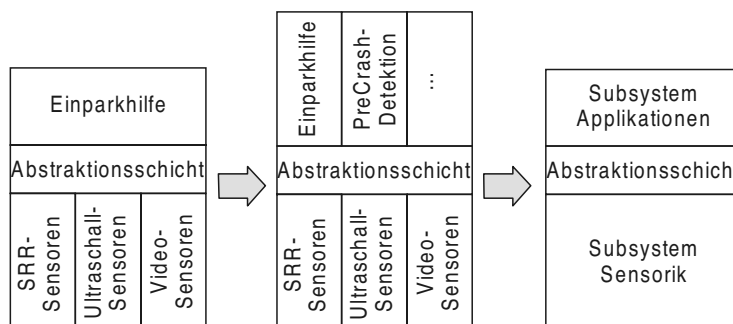 Einparkhilfe
Abstraktionsschicht
SRR-
Sensoren
Ultraschall-
Sensoren
Video-
Sensoren
Einparkhilfe
PreCrash-
Detektion
...
Abstraktionsschicht
SRR-
Sensoren
Ultraschall-
Sensoren
Video-
Sensoren
Subsystem
Applikationen
Abstraktionsschich
Subsystem
Sensorik